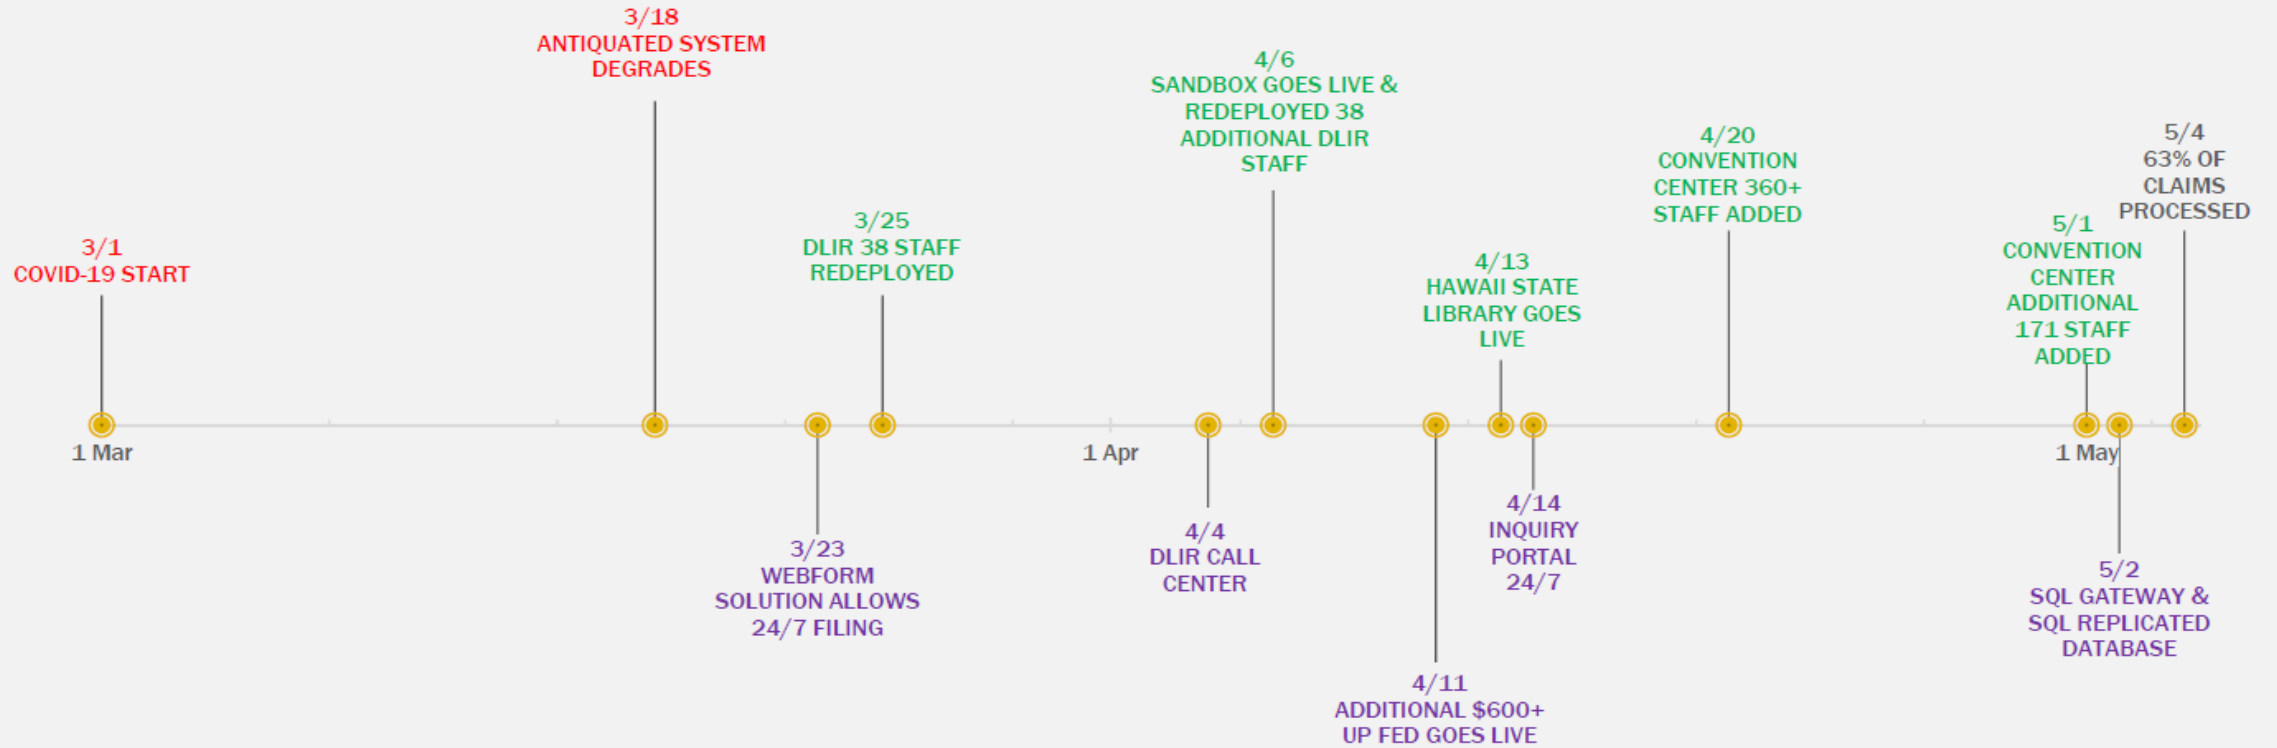 3/1
COVID-19 START
3/18
ANTIQUATED SYSTEM
DEGRADES
3/25
DLIR 38 STAFF
REDEPLOYED
4/6
SANDBOX GOES LIVE &
REDEPLOYED 38
ADDITIONAL DLIR
STAFF
4/13
HAWAII STATE
LIBRARY GOES
LIVE
4/20
CONVENTION
CENTER 360+
STAFF ADDED
5/1
CONVENTION
CENTER
ADDITIONAL
171 STAFF
ADDED
5/4
63% OF
CLAIMS
PROCESSED
1 Mar
1 Apr
1 May
3/23
WEBFORM
SOLUTION ALLOWS
24/7 FILING
4/4
DLIR CALL
CENTER
4/11
ADDITIONAL $600+
UP FED GOES LIVE
4/14
INQUIRY
PORTAL
24/7
5/2
SQL GATEWAY &
SQL REPLICATED
DATABASE